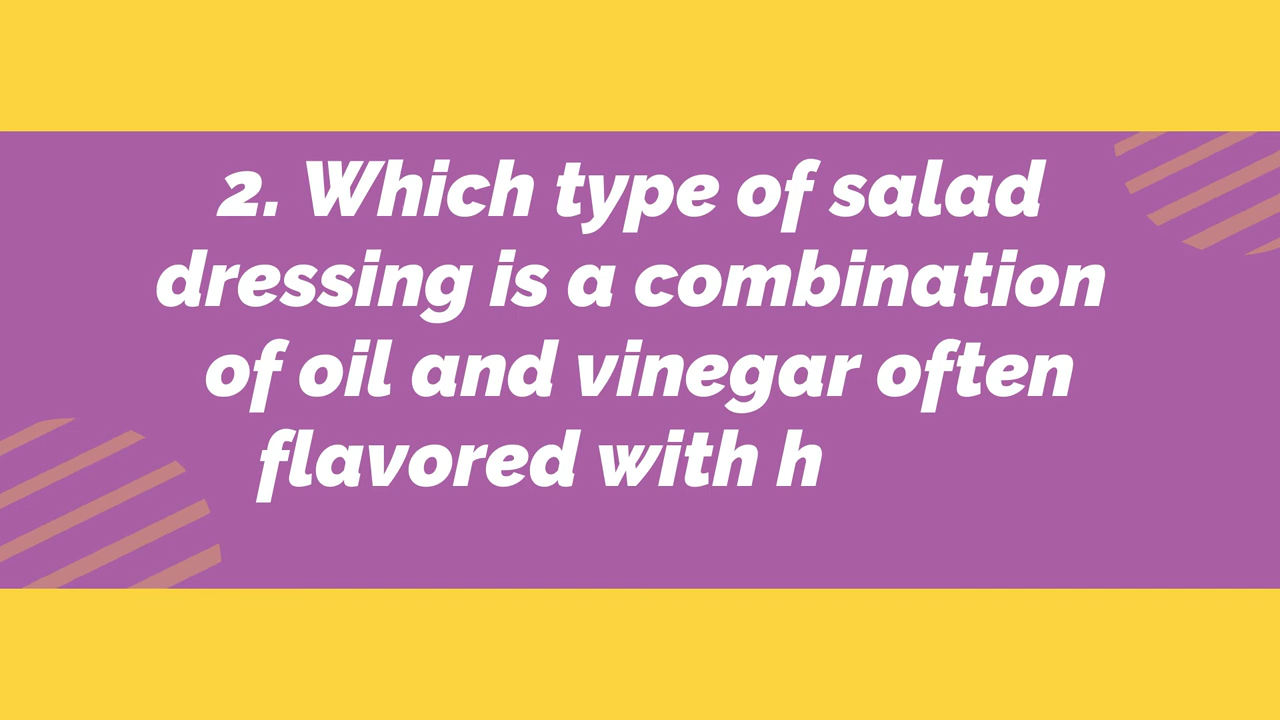 2. Which type of salad
dressing is a combination
of oil and vinegar often
flavored with h